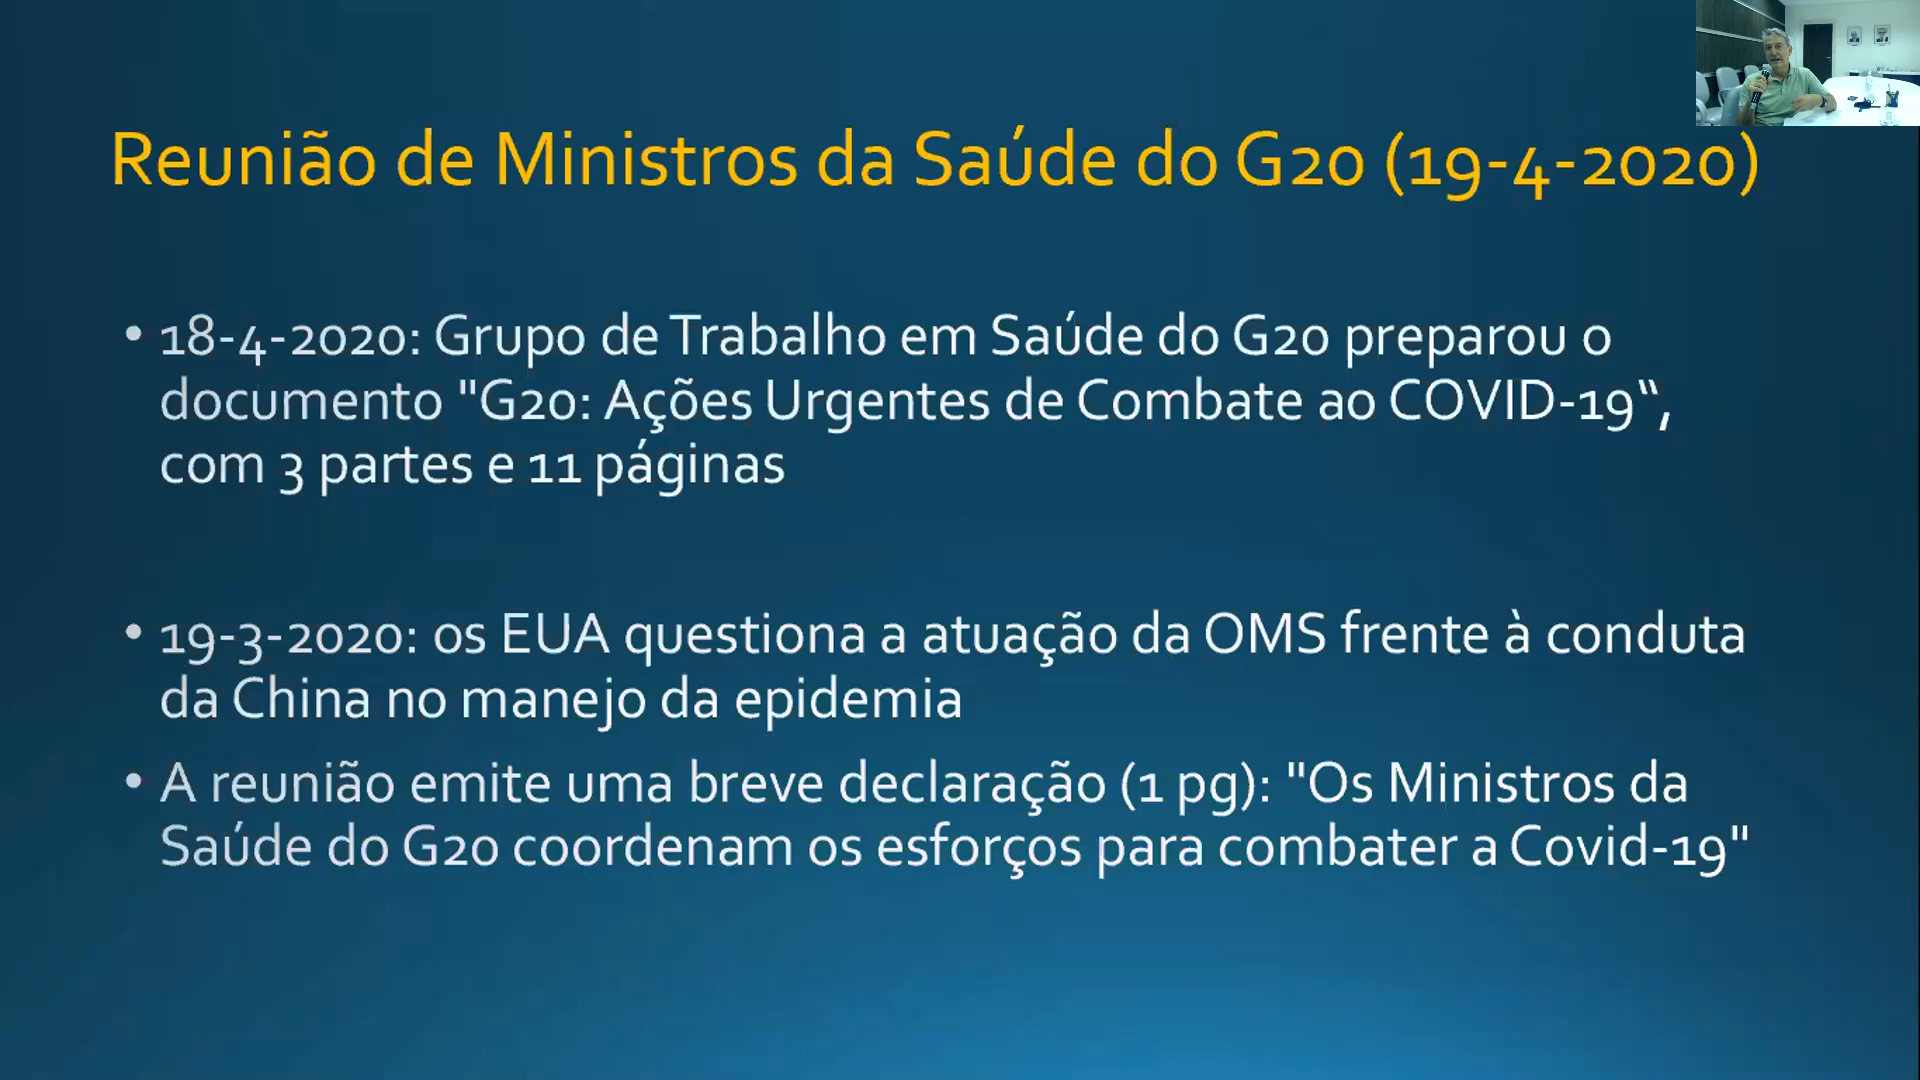 Reunião de Ministros da Saúde do G20 (19-4-2020)
• 18-4-2020: Grupo de Trabalho em Saúde do G20 preparou o
documento "G20: Ações Urgentes de Combate ao COVID-19“,
com 3 partes e 11 páginas
• 19-3-2020: os EUA questiona a atuação da OMS frente à conduta
da China no manejo da epidemia
• A reunião emite uma breve declaração (1 pg): "Os Ministros da
Saúde do G20 coordenam os esforços para combater a Covid-19"